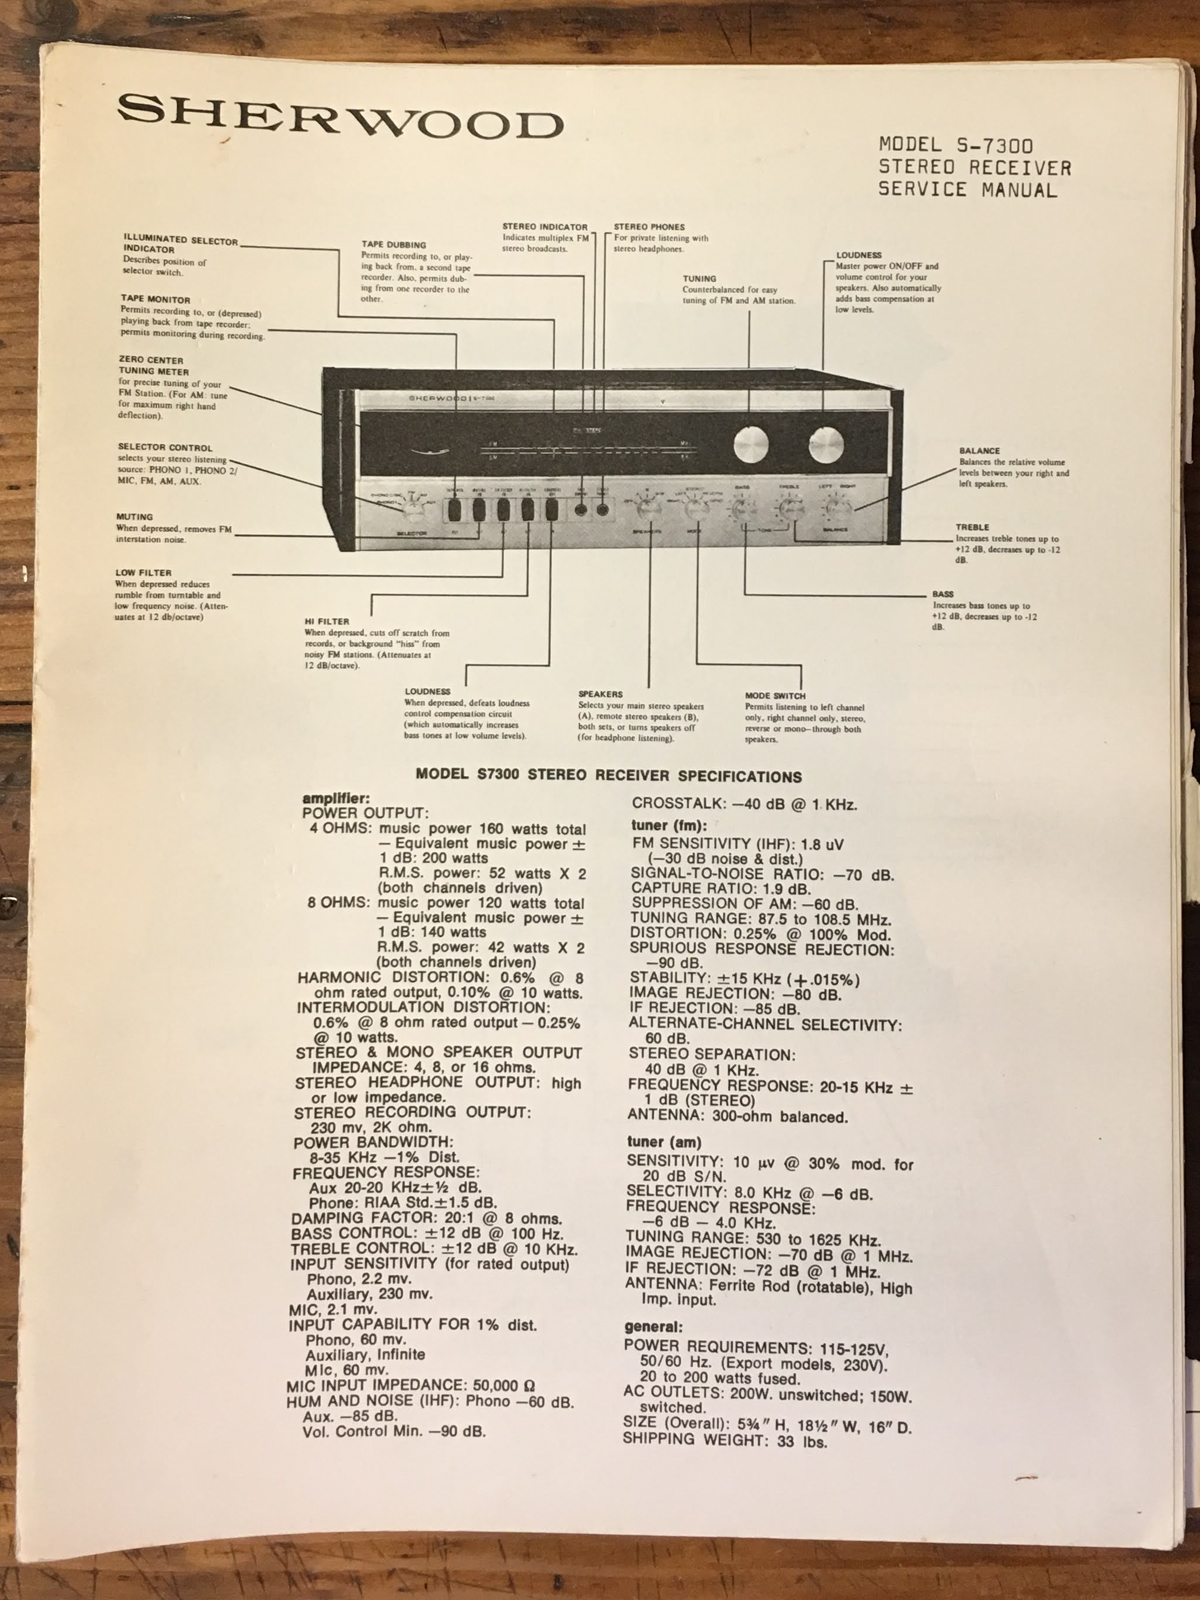 SHERWOOD
MODEL S-7300
STEREO RECEIVER
SERVICE MANUAL
ILLUMINATED SELECTOR
INDICATOR
Describes position of
selector switch.
TAPE MONITOR
Permits recording to, or (depressed)
playing back from tape recorder;
permits monitoring during recording.
ZERO CENTER
TUNING METER
for precise tuning of your
FM Station. (For AM: tune
for maximum right hand
deflection).
SELECTOR CONTROL
selects your stereo listening
source: PHONO 1, PHONO 2/
MIC, FM, AM, AUX.
MUTING
When depressed, removes FM
interstation noise.
LOW FILTER
When depressed reduces
rumble from turntable and
low frequency noise. (Atten-
uates at 12 db/octave)
TAPE DUBBING
Permits recording to, or play-
ing back from, a second tape
recorder. Also, permits dub-
ing from one recorder to the
other.
STEREO INDICATOR
Indicates multiplex FM
stereo broadcasts.
STEREO PHONES
For private listening with
stereo headphones.
TUNING
Counterbalanced for easy
tuning of FM and AM station.
LOUDNESS
Master power ON/OFF and
volume control for your
speakers. Also automatically
adds bass compensation at
low levels.
BALANCE
Balances the relative volume
levels between your right and
left speakers.
TREBLE
Increases treble tones up to
+12 dB, decreases up to -12
dB.
BASS
Increases bass tones up to
+12 dB, decreases up to -12
dB.
SHERWOOD
SELECTOR
SPEAKERS
MODE
BASS
TREBLE
LEFT
RIGHT
TONE
BALANCE
HI FILTER
When depressed, cuts off scratch from
records, or background "hiss" from
noisy FM stations. (Attenuates at
12 dB/octave).
LOUDNESS
When depressed, defeats loudness
control compensation circuit
(which automatically increases
bass tones at low volume levels).
SPEAKERS
Selects your main stereo speakers
(A), remote stereo speakers (B),
both sets, or turns speakers off
(for headphone listening).
MODE SWITCH
Permits listening to left channel
only, right channel only, stereo,
reverse or mono—through both
speakers.
MODEL S7300 STEREO RECEIVER SPECIFICATIONS
amplifier:
POWER OUTPUT:
4 OHMS: music power 160 watts total
— Equivalent music power ±
1 dB: 200 watts
R.M.S. power: 52 watts X 2
(both channels driven)
8 OHMS: music power 120 watts total
— Equivalent music power ±
1 dB: 140 watts
R.M.S. power: 42 watts X 2
(both channels driven)
HARMONIC DISTORTION: 0.6% @ 8
ohm rated output, 0.10% @ 10 watts.
INTERMODULATION DISTORTION:
0.6% @ 8 ohm rated output — 0.25%
@ 10 watts.
STEREO & MONO SPEAKER OUTPUT
IMPEDANCE: 4, 8, or 16 ohms.
STEREO HEADPHONE OUTPUT: high
or low impedance.
STEREO RECORDING OUTPUT:
230 mv, 2K ohm.
POWER BANDWIDTH:
8-35 KHz —1% Dist.
FREQUENCY RESPONSE:
Aux 20-20 KHz±½ dB.
Phone: RIAA Std.±1.5 dB.
DAMPING FACTOR: 20:1 @ 8 ohms.
BASS CONTROL: ±12 dB @ 100 Hz.
TREBLE CONTROL: ±12 dB @ 10 KHz.
INPUT SENSITIVITY (for rated output)
Phono, 2.2 mv.
Auxiliary, 230 mv.
MIC, 2.1 mv.
INPUT CAPABILITY FOR 1% dist.
Phono, 60 mv.
Auxiliary, Infinite
Mic, 60 mv.
MIC INPUT IMPEDANCE: 50,000 Ω
HUM AND NOISE (IHF): Phono —60 dB.
Aux. —85 dB.
Vol. Control Min. —90 dB.
CROSSTALK: —40 dB @ 1 KHz.
tuner (fm):
FM SENSITIVITY (IHF): 1.8 uV
(—30 dB noise & dist.)
SIGNAL-TO-NOISE RATIO: —70 dB.
CAPTURE RATIO: 1.9 dB.
SUPPRESSION OF AM: —60 dB.
TUNING RANGE: 87.5 to 108.5 MHz.
DISTORTION: 0.25% @ 100% Mod.
SPURIOUS RESPONSE REJECTION:
—90 dB.
STABILITY: ±15 KHz (+.015%)
IMAGE REJECTION: —80 dB.
IF REJECTION: —85 dB.
ALTERNATE-CHANNEL SELECTIVITY:
60 dB.
STEREO SEPARATION:
40 dB @ 1 KHz.
FREQUENCY RESPONSE: 20-15 KHz ±
1 dB (STEREO)
ANTENNA: 300-ohm balanced.
tuner (am)
SENSITIVITY: 10 μv @ 30% mod. for
20 dB S/N.
SELECTIVITY: 8.0 KHz @ —6 dB.
FREQUENCY RESPONSE:
—6 dB — 4.0 KHz.
TUNING RANGE: 530 to 1625 KHz.
IMAGE REJECTION: —70 dB @ 1 MHz.
IF REJECTION: —72 dB @ 1 MHz.
ANTENNA: Ferrite Rod (rotatable), High
Imp. Input.
general:
POWER REQUIREMENTS: 115-125V,
50/60 Hz. (Export models, 230V).
20 to 200 watts fused.
AC OUTLETS: 200W. unswitched; 150W.
switched.
SIZE (Overall): 5¾" H, 18½" W, 16" D.
SHIPPING WEIGHT: 33 lbs.